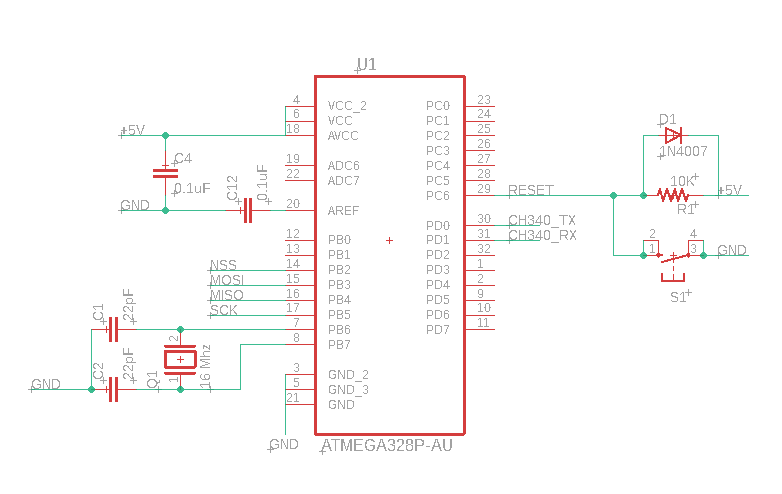 U1
4 VCC_2 PC0 23
6 VCC PC1 24
18 AVCC PC2 25
PC3 26
19 ADC6 PC4 27
22 ADC7 PC5 28
PC6 29
20 AREF
PD0 30
12 PB0 PD1 31
13 PB1 PD2 32
14 PB2 PD3 1
15 PB3 PD4 2
16 PB4 PD5 9
17 PB5 PD6 10
7 PB6 PD7 11
8 PB7
3 GND_2
5 GND_3
21 GND
ATMEGA328P-AU
GND
+5V
C4
0.1uF
GND
C12
0.1uF
NSS
MOSI
MISO
SCK
C1
22pF
C2
22pF
GND
2
1
Q1
16 Mhz
RESET
CH340_TX
CH340_RX
D1
1N4007
10K
R1
+5V
2 4
1 3
GND
S1